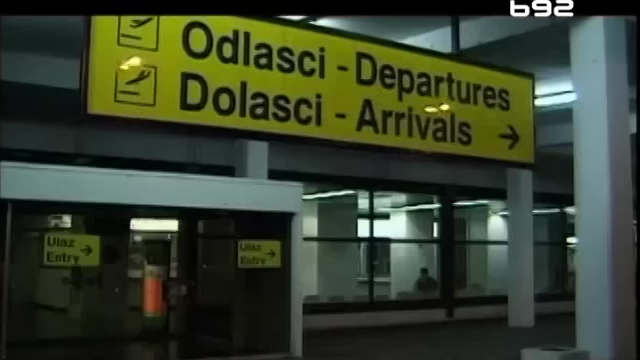 B92
Odlasci - Departures
Dolasci - Arrivals
Ulaz
Entry
Ulaz
Entry